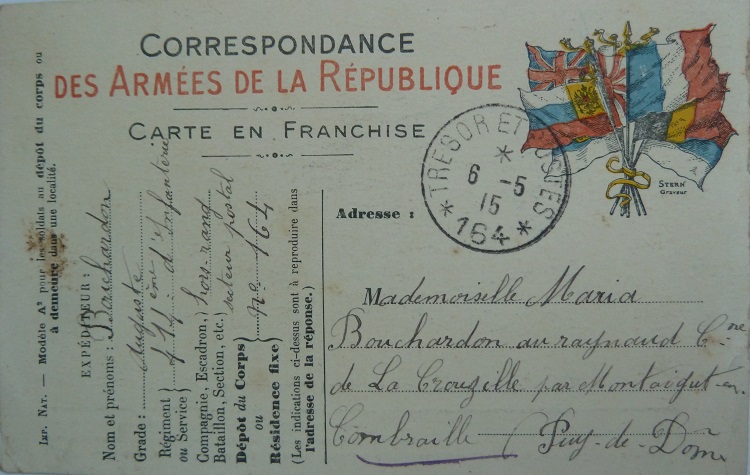 CORRESPONDANCE
DES ARMÉES DE LA RÉPUBLIQUE
CARTE EN FRANCHISE
STERN
Graveur
TRÉSOR ET POSTES
6 -5
15
* 164 *
Adresse :
Mademoiselle Maria
Bouchardon au raynaud Cne
de La Crouzille par Montaigut-en-
Combraille
Puy-de-Dôme
IMP. NAT. — Modèle A² pour les soldats au dépôt du corps ou
à demeure dans une localité.
EXPÉDITEUR :
Nom et prénoms : Bouchardon
Grade : Auguste
Régiment
ou Service } d'Infanterie
Compagnie, Escadron,
Bataillon, Section, etc. } hors-rang
secteur postal
Dépôt du Corps
ou
Résidence fixe } no 164
(Les indications ci-dessus sont à reproduire dans
l'adresse de la réponse.)